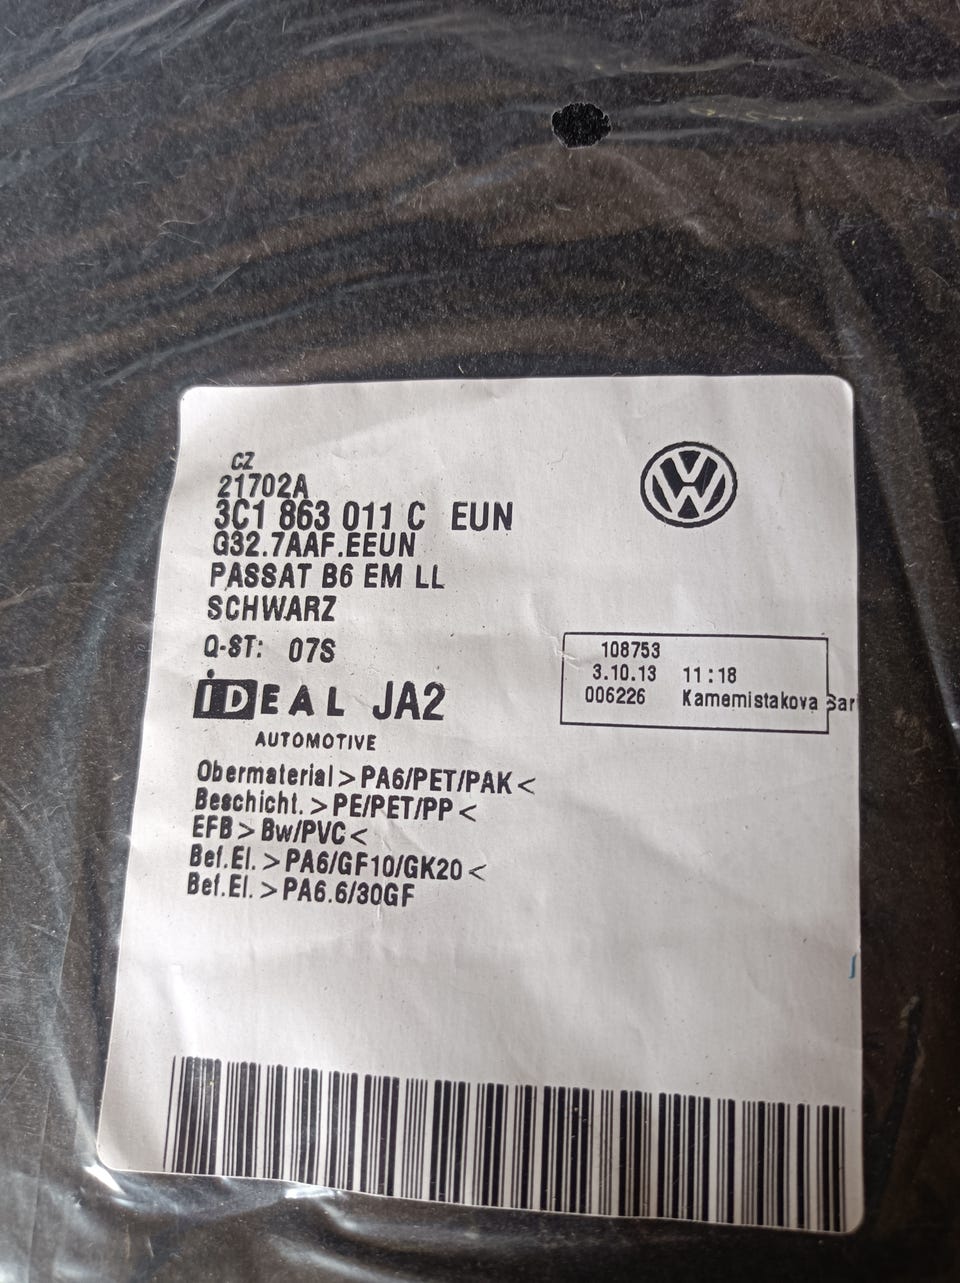 CZ
21702A
3C1 863 011 C EUN
G32.7AAF.EEUN
PASSAT B6 EM LL
SCHWARZ
Q-ST: 07S
108753
3.10.13 11:18
006226 Kamemistakova Sar
iDEAL JA2
AUTOMOTIVE
Obermaterial > PA6/PET/PAK <
Beschicht. > PE/PET/PP <
EFB > Bw/PVC <
Bef.El. > PA6/GF10/GK20 <
Bef.El. > PA6.6/30GF